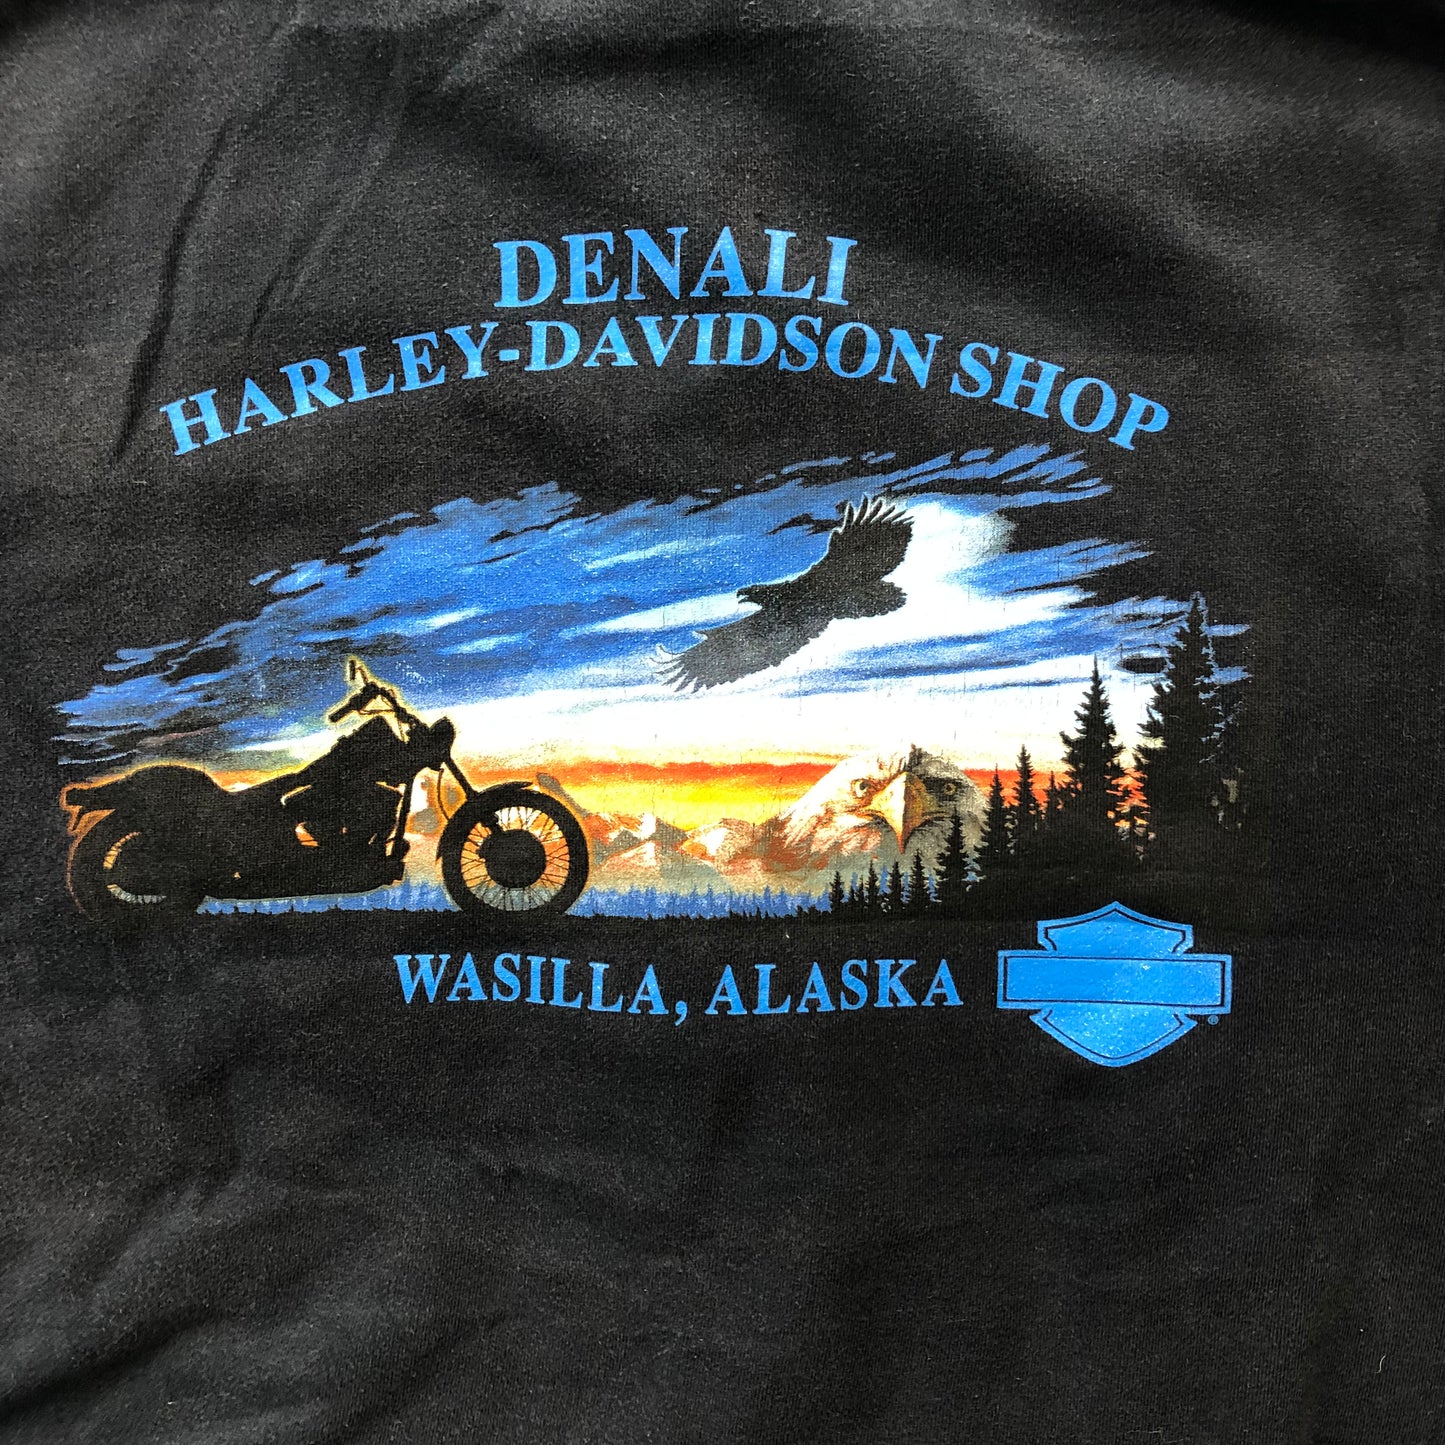 DENALI
HARLEY-DAVIDSON SHOP
WASILLA, ALASKA
®